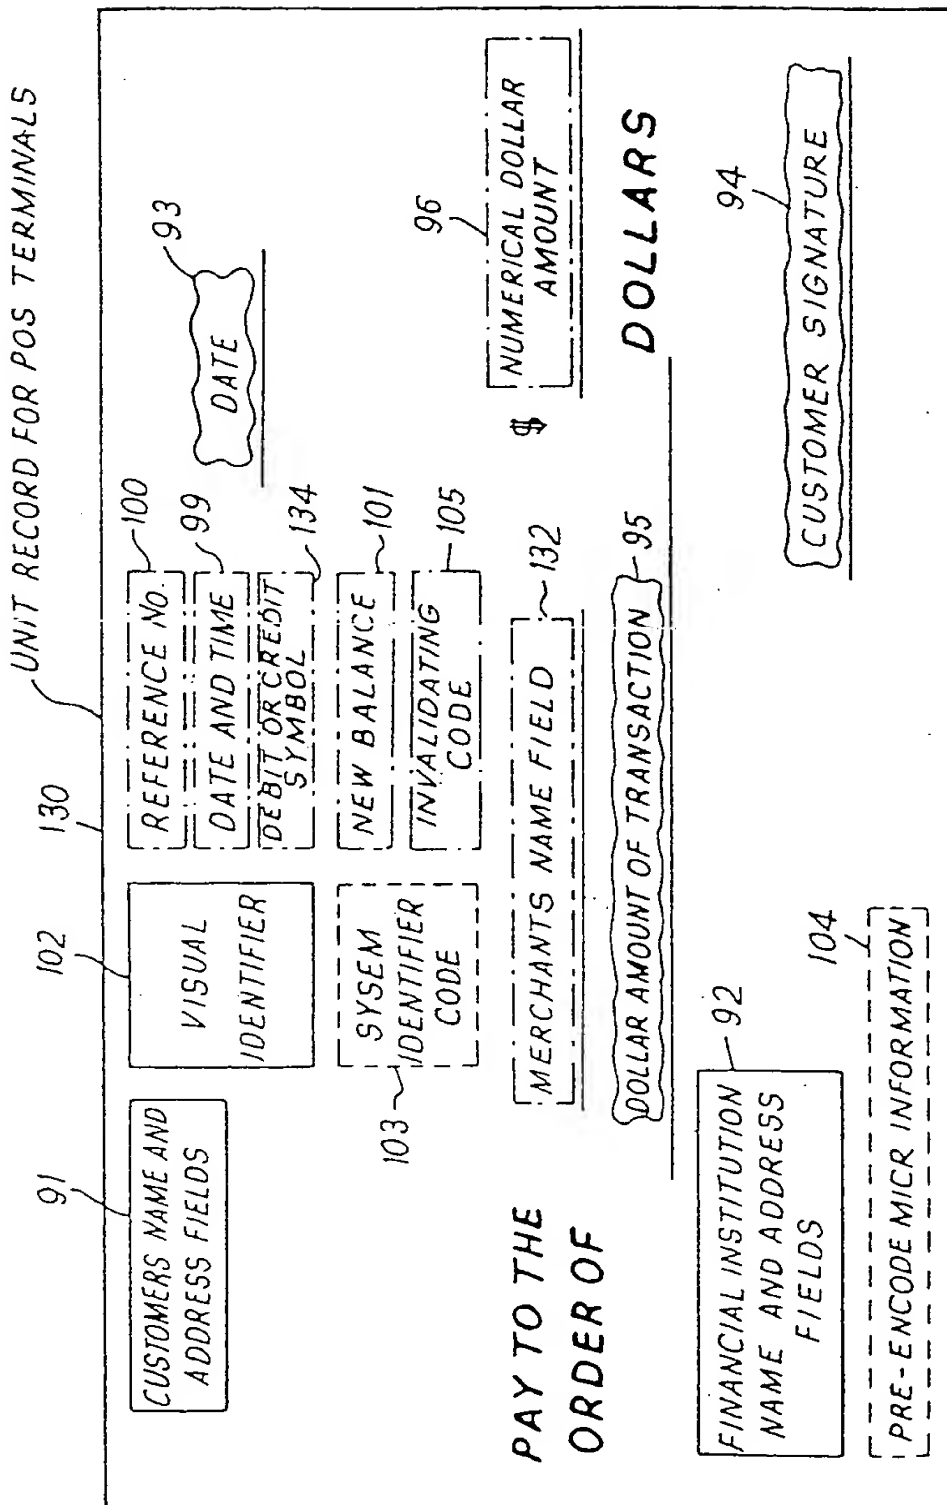 UNIT RECORD FOR POS TERMINALS
130
91
CUSTOMERS NAME AND
ADDRESS FIELDS
102
VISUAL
IDENTIFIER
REFERENCE NO.
100
DATE AND TIME
99
DEBIT OR CREDIT
SYMBOL
134
93
DATE
103
SYSEM
IDENTIFIER
CODE
NEW BALANCE
101
INVALIDATING
CODE
105
PAY TO THE
ORDER OF
MERCHANTS NAME FIELD
132
$
96
NUMERICAL DOLLAR
AMOUNT
DOLLAR AMOUNT OF TRANSACTION
95
DOLLARS
92
FINANCIAL INSTITUTION
NAME AND ADDRESS
FIELDS
94
CUSTOMER SIGNATURE
104
PRE-ENCODE MICR INFORMATION